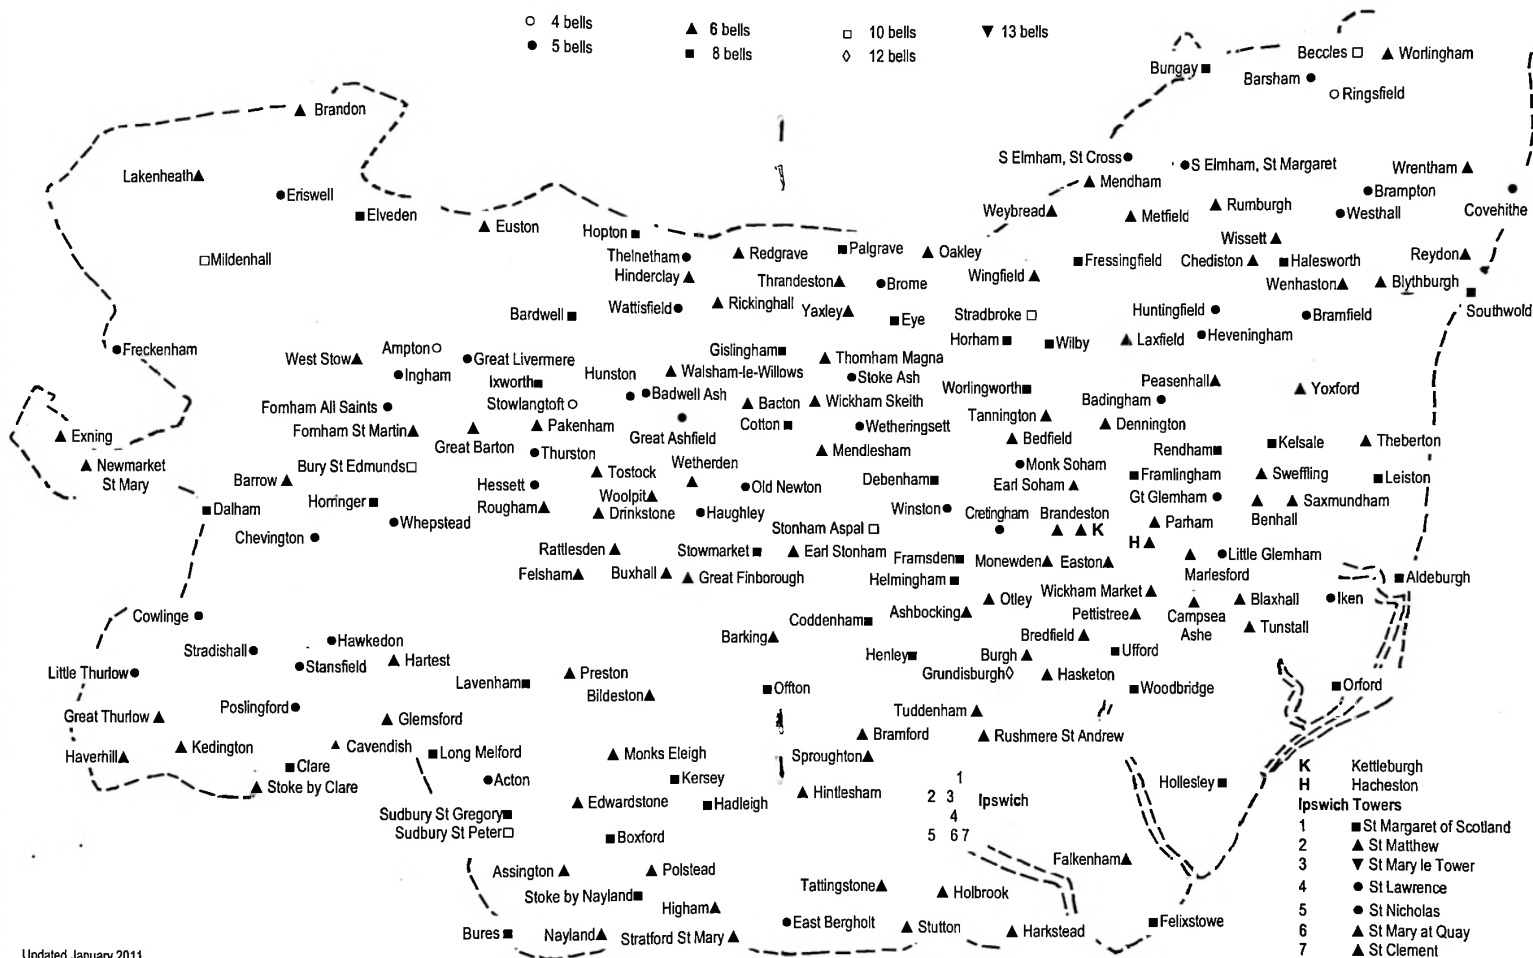 4 bells
5 bells
6 bells
8 bells
10 bells
12 bells
13 bells
Beccles
Worlingham
Bungay
Barsham
Ringsfield
Brandon
S Elmham, St Cross
S Elmham, St Margaret
Wrentham
Lakenheath
Mendham
Eriswell
Brampton
Elveden
Weybread
Metfield
Rumburgh
Westhall
Covehithe
Euston
Hopton
Wissett
Thelnetham
Redgrave
Palgrave
Oakley
Fressingfield
Chediston
Halesworth
Reydon
Mildenhall
Hinderclay
Thrandeston
Brome
Wingfield
Wenhaston
Blythburgh
Bardwell
Wattisfield
Rickinghall
Yaxley
Eye
Stradbroke
Huntingfield
Bramfield
Southwold
Horham
Wilby
Laxfield
Heveningham
Freckenham
West Stow
Ampton
Great Livermere
Gislingham
Thornham Magna
Ingham
Ixworth
Hunston
Walsham-le-Willows
Stoke Ash
Worlingworth
Peasenhall
Yoxford
Fornham All Saints
Stowlangtoft
Badwell Ash
Bacton
Wickham Skeith
Badingham
Exning
Fornham St Martin
Great Barton
Pakenham
Great Ashfield
Cotton
Wetheringsett
Tannington
Dennington
Bedfield
Kelsale
Theberton
Newmarket
St Mary
Bury St Edmunds
Thurston
Wetherden
Mendlesham
Rendham
Barrow
Tostock
Monk Soham
Framlingham
Sweffling
Leiston
Hessett
Woolpit
Old Newton
Debenham
Earl Soham
Gt Glemham
Saxmundham
Dalham
Horringer
Rougham
Drinkstone
Haughley
Winston
Cretingham
Brandeston
Benhall
Whepstead
Stonham Aspal
K
Parham
Chevington
Rattlesden
Stowmarket
Earl Stonham
Framsden
Monewden
Easton
H
Little Glemham
Felsham
Buxhall
Great Finborough
Helmingham
Marlesford
Aldeburgh
Cowlinge
Otley
Wickham Market
Blaxhall
Iken
Coddenham
Ashbocking
Pettistree
Campsea
Ashe
Tunstall
Stradishall
Hawkedon
Barking
Bredfield
Little Thurlow
Stansfield
Hartest
Preston
Henley
Burgh
Ufford
Lavenham
Bildeston
Offton
Grundisburgh
Hasketon
Woodbridge
Orford
Great Thurlow
Poslingford
Glemsford
Tuddenham
Haverhill
Kedington
Cavendish
Long Melford
Monks Eleigh
Bramford
Rushmere St Andrew
Sproughton
Clare
Acton
Kersey
Hollesley
Stoke by Clare
Edwardstone
Hadleigh
Hintlesham
1
2 3
4
5 6 7
Ipswich
Sudbury St Gregory
Sudbury St Peter
Boxford
Assington
Polstead
Falkenham
Stoke by Nayland
Tattingstone
Holbrook
Higham
Bures
Nayland
Stratford St Mary
East Bergholt
Stutton
Harkstead
Felixstowe
K Kettleburgh
H Hacheston
Ipswich Towers
1 St Margaret of Scotland
2 St Matthew
3 St Mary le Tower
4 St Lawrence
5 St Nicholas
6 St Mary at Quay
7 St Clement
Updated January 2011